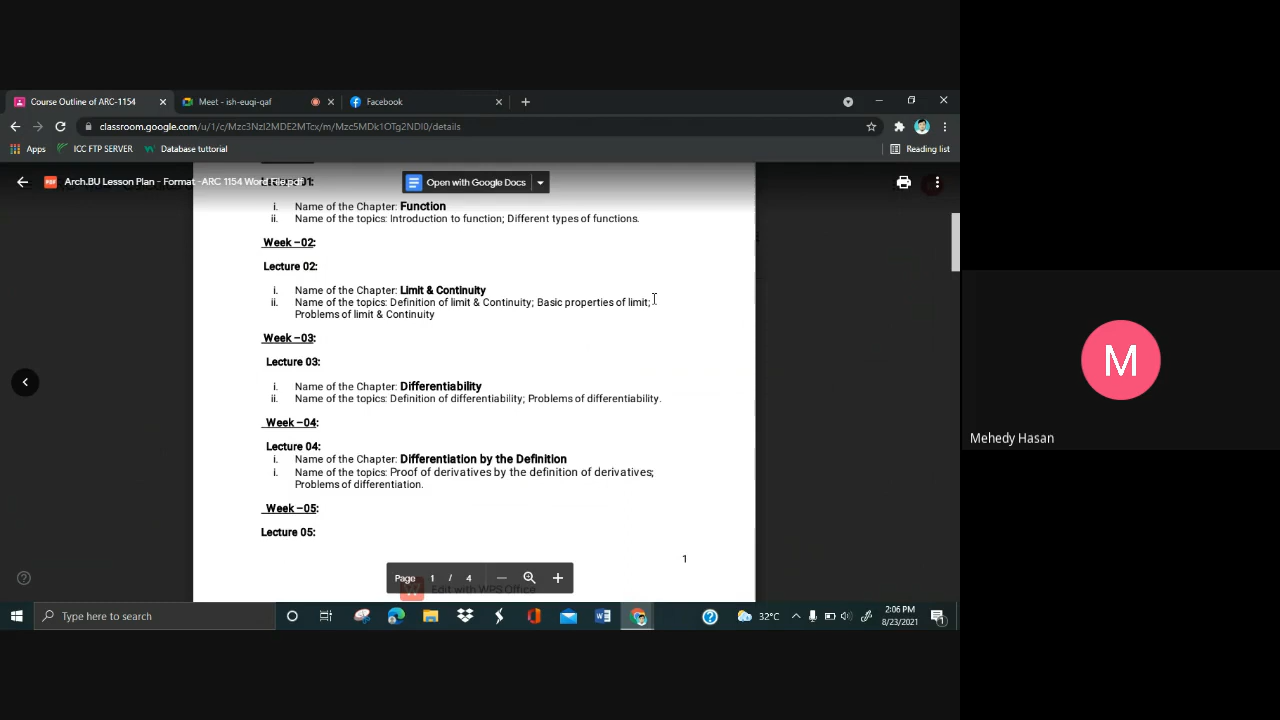 Course Outline of ARC-1154
Meet - ish-euqi-qaf
Facebook
classroom.google.com/u/1/c/Mzc3NzI2MDE2MTcx/m/Mzc5MDk1OTg2NDI0/details
Apps
ICC FTP SERVER
Database tuttorial
Reading list
Arch.BU Lesson Plan - Format -ARC 1154 Word File.pdf
Open with Google Docs
i. Name of the Chapter: Function
ii. Name of the topics: Introduction to function; Different types of functions.
Week –02:
Lecture 02:
i. Name of the Chapter: Limit & Continuity
ii. Name of the topics: Definition of limit & Continuity; Basic properties of limit;
Problems of limit & Continuity
Week –03:
Lecture 03:
i. Name of the Chapter: Differentiability
ii. Name of the topics: Definition of differentiability; Problems of differentiability.
Week –04:
Lecture 04:
i. Name of the Chapter: Differentiation by the Definition
i. Name of the topics: Proof of derivatives by the definition of derivatives;
Problems of differentiation.
Week –05:
Lecture 05:
1
Page 1 / 4
Edit with WPS Office
Type here to search
32°C
2:06 PM
8/23/2021
M
Mehedy Hasan